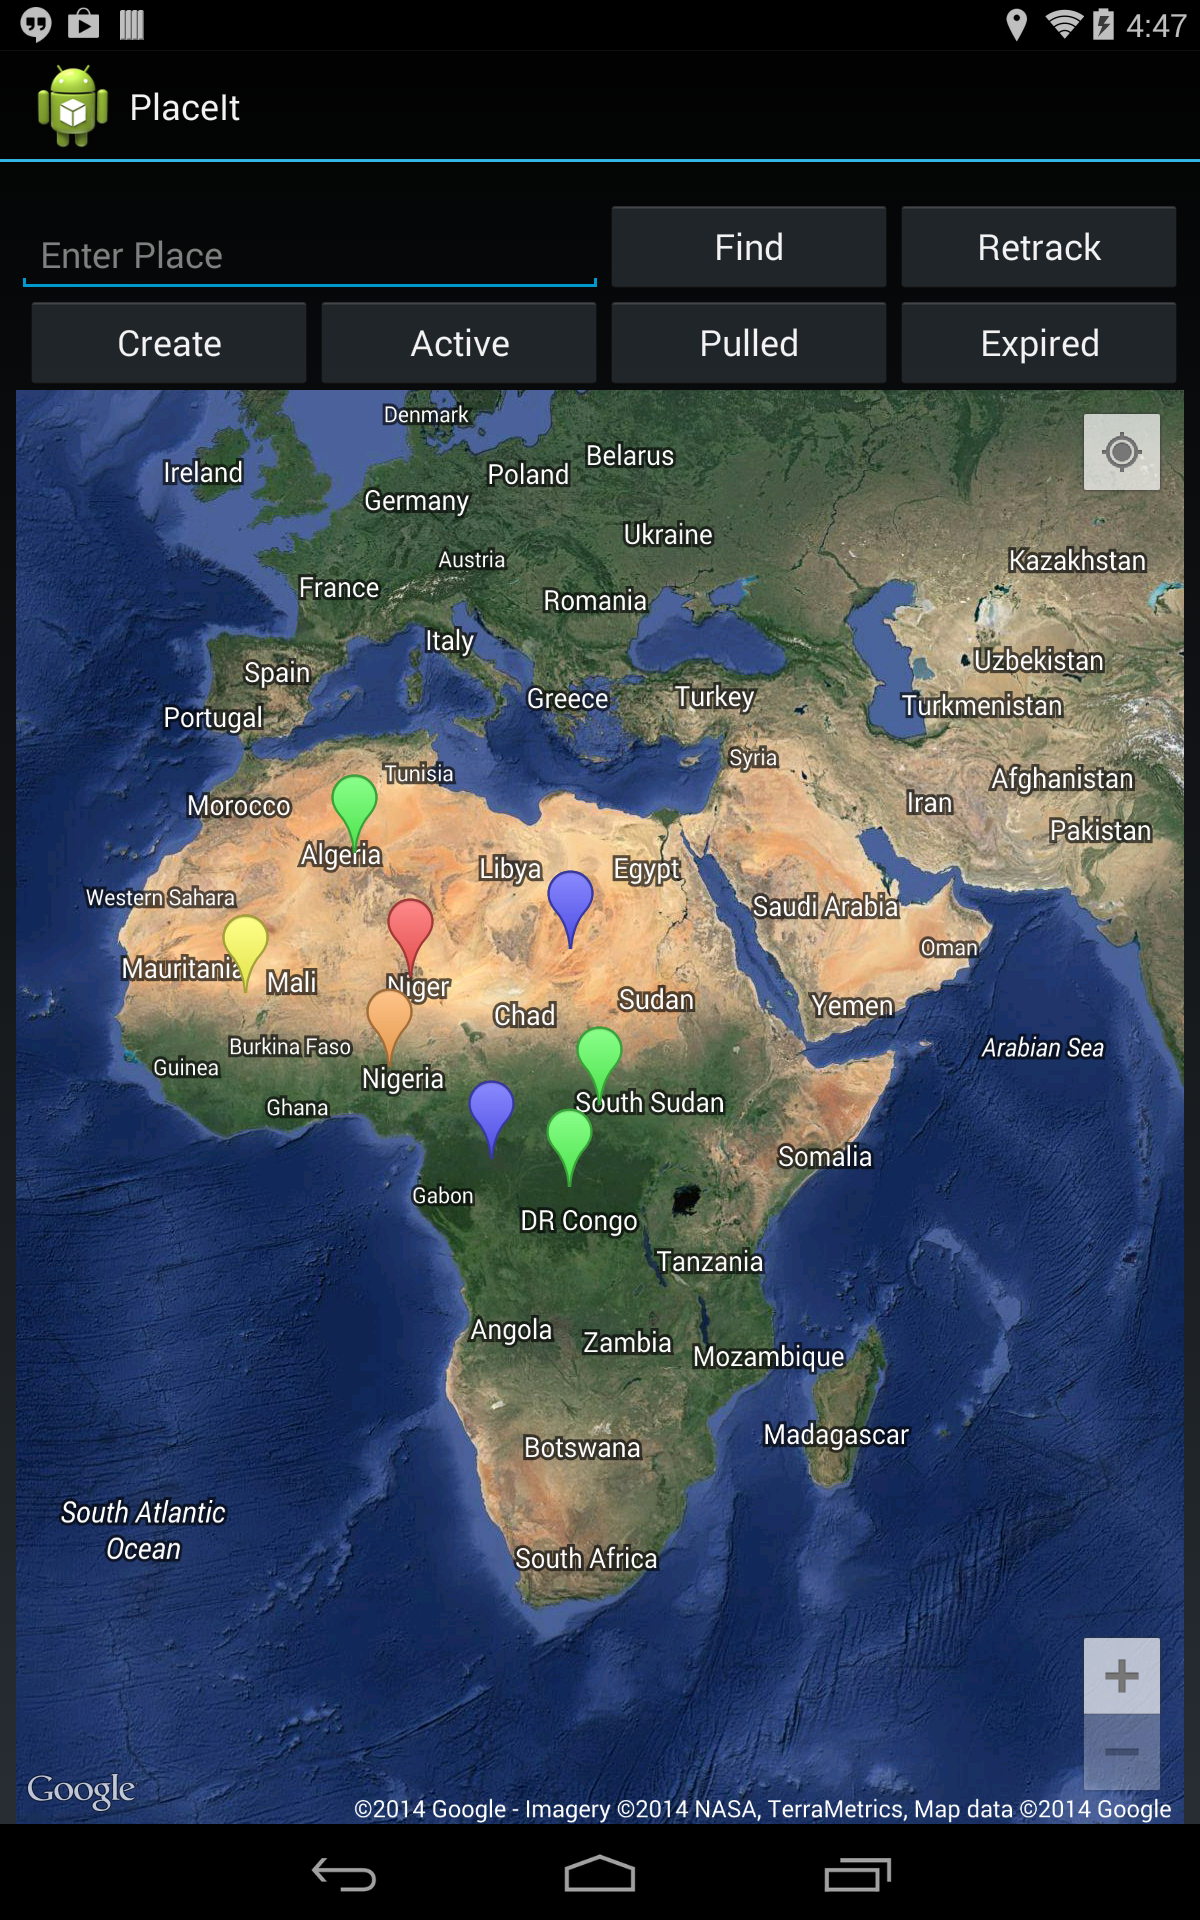 4:47
PlaceIt
Enter Place
Find
Retrack
Create
Active
Pulled
Expired
Denmark
Ireland
Belarus
Poland
Germany
Ukraine
Austria
Kazakhstan
France
Romania
Italy
Uzbekistan
Spain
Greece
Turkey
Turkmenistan
Portugal
Syria
Tunisia
Afghanistan
Morocco
Iran
Pakistan
Algeria
Libya
Egypt
Western Sahara
Saudi Arabia
Oman
Mauritania
Mali
Niger
Chad
Sudan
Yemen
Burkina Faso
Arabian Sea
Guinea
Nigeria
Ghana
South Sudan
Somalia
Gabon
DR Congo
Tanzania
Angola
Zambia
Mozambique
Madagascar
Botswana
South Atlantic
Ocean
South Africa
+
−
Google
©2014 Google - Imagery ©2014 NASA, TerraMetrics, Map data ©2014 Google